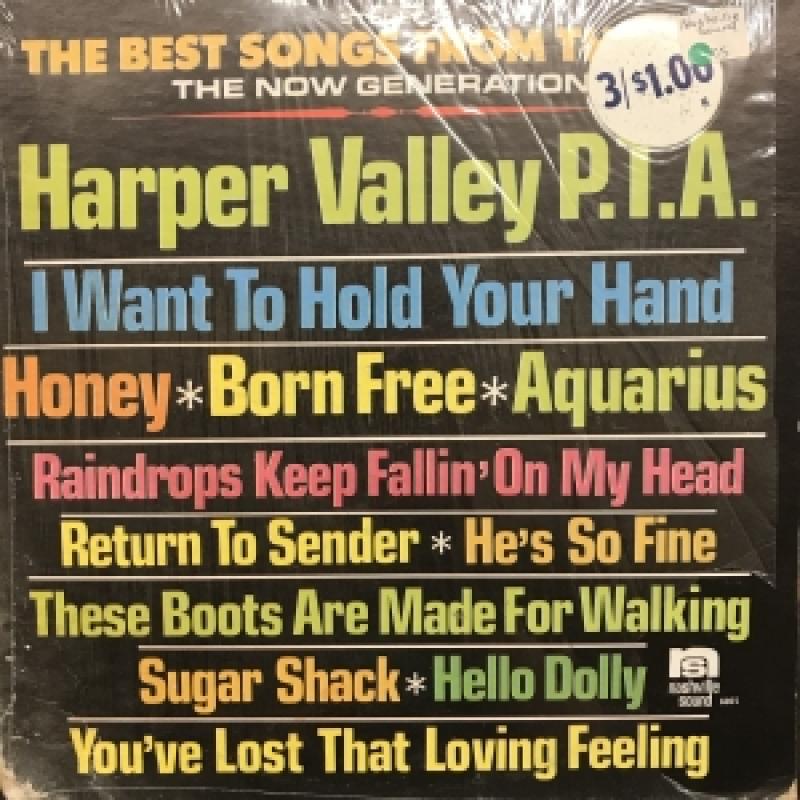 THE BEST SONGS FROM
THE NOW GENERATION
3/$1.00
Harper Valley P.T.A.
I Want To Hold Your Hand
Honey * Born Free * Aquarius
Raindrops Keep Fallin' On My Head
Return To Sender * He's So Fine
These Boots Are Made For Walking
Sugar Shack * Hello Dolly
ns
nashville
sound
You've Lost That Loving Feeling